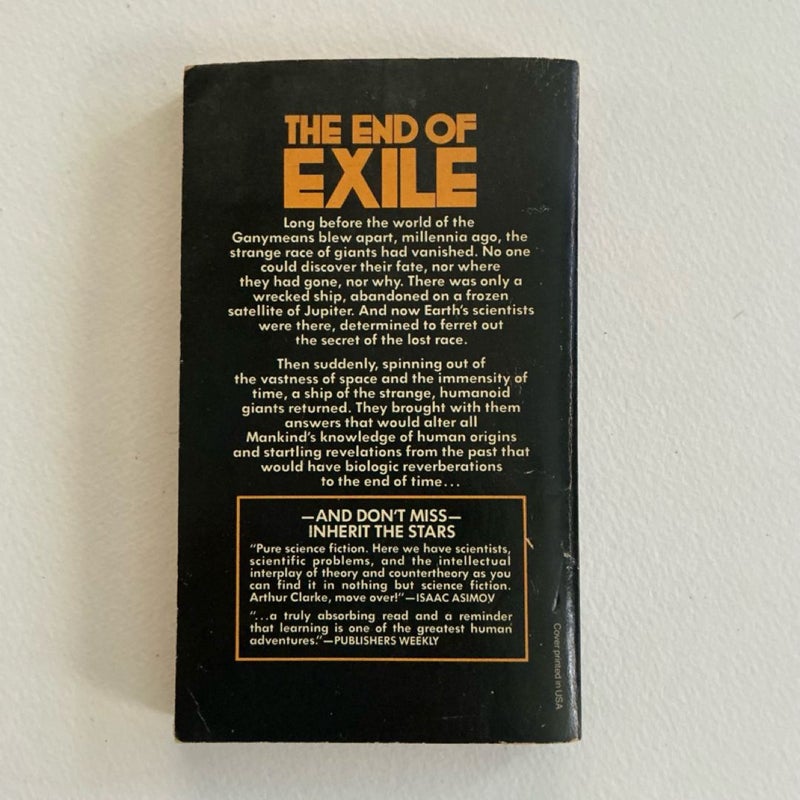 THE END OF
EXILE
Long before the world of the
Ganymeans blew apart, millennia ago, the
strange race of giants had vanished. No one
could discover their fate, nor where
they had gone, nor why. There was only a
wrecked ship, abandoned on a frozen
satellite of Jupiter. And now Earth's scientists
were there, determined to ferret out
the secret of the lost race.
Then suddenly, spinning out of
the vastness of space and the immensity of
time, a ship of the strange, humanoid
giants returned. They brought with them
answers that would alter all
Mankind's knowledge of human origins
and startling revelations from the past that
would have biologic reverberations
to the end of time...
—AND DON'T MISS—
INHERIT THE STARS
"Pure science fiction. Here we have scientists,
scientific problems, and the intellectual
interplay of theory and countertheory as you
can find it in nothing but science fiction.
Arthur Clarke, move over!"—ISAAC ASIMOV
"...a truly absorbing read and a reminder
that learning is one of the greatest human
adventures."—PUBLISHERS WEEKLY
Cover printed in USA